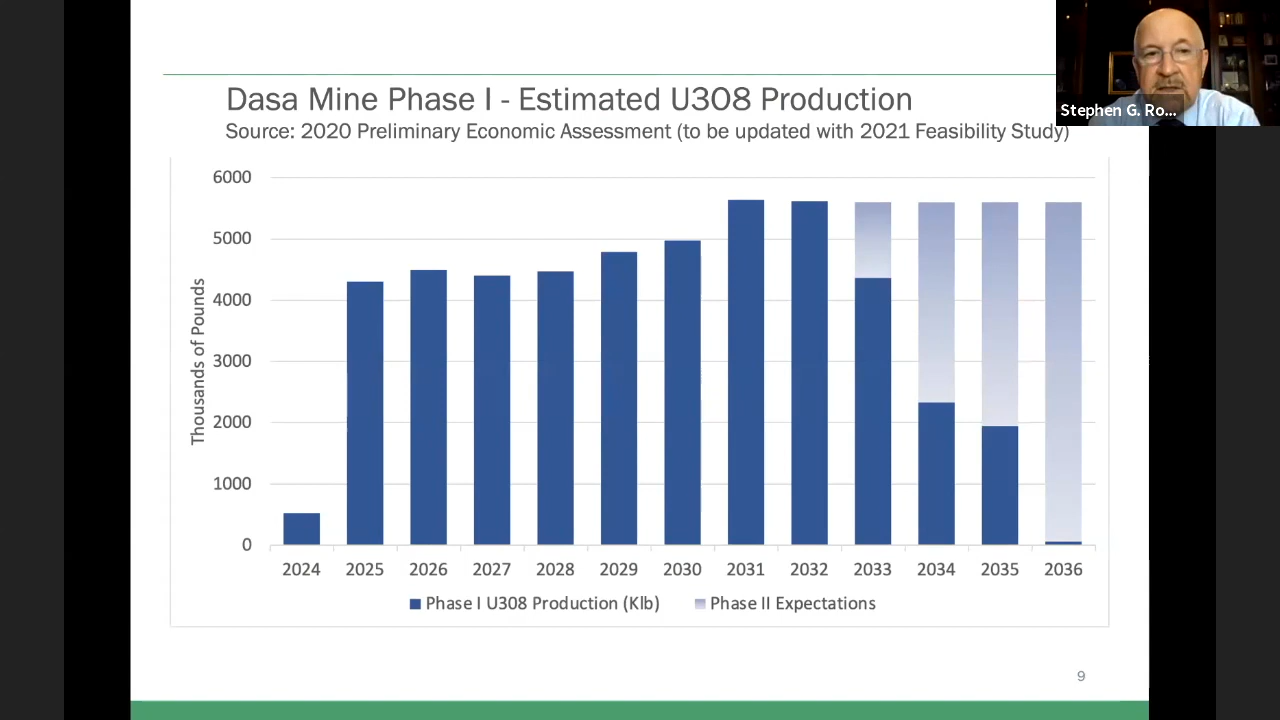 Stephen G. Ro...
Dasa Mine Phase I - Estimated U3O8 Production
Source: 2020 Preliminary Economic Assessment (to be updated with 2021 Feasibility Study)
Thousands of Pounds
6000
5000
4000
3000
2000
1000
0
2024 2025 2026 2027 2028 2029 2030 2031 2032 2033 2034 2035 2036
Phase I U308 Production (Klb) Phase II Expectations
9